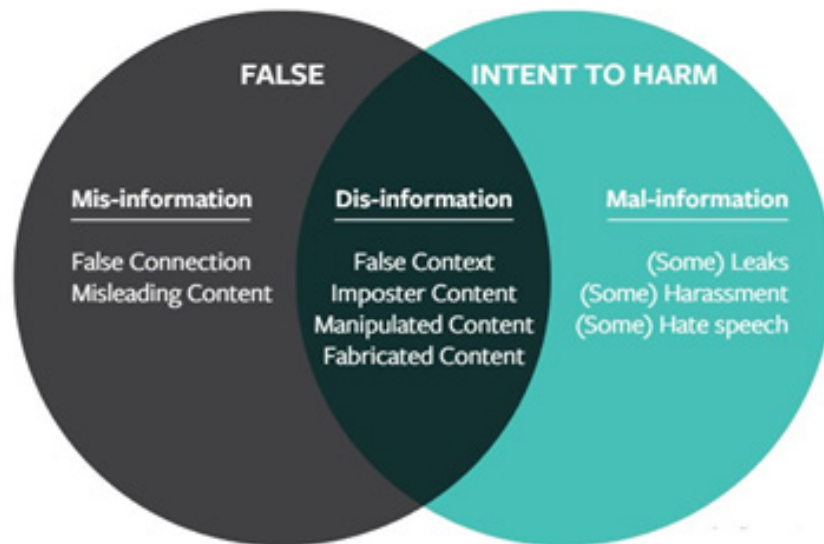 FALSE
INTENT TO HARM
Mis-information
False Connection
Misleading Content
Dis-information
False Context
Imposter Content
Manipulated Content
Fabricated Content
Mal-information
(Some) Leaks
(Some) Harassment
(Some) Hate speech